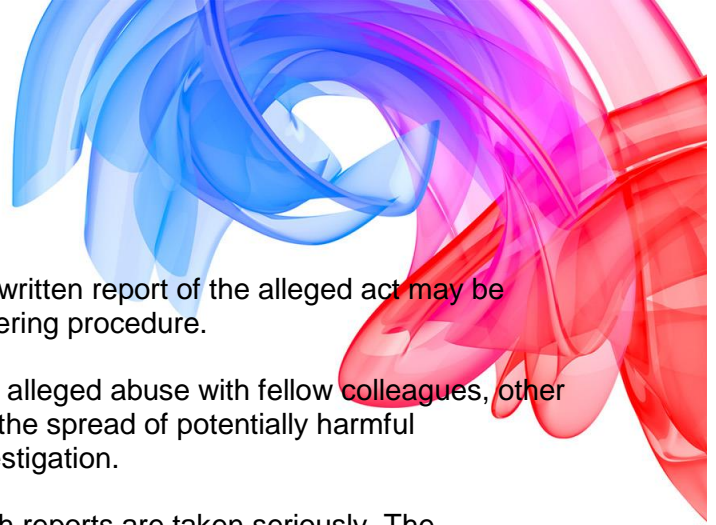 written report of the alleged act may be
ering procedure.
alleged abuse with fellow colleagues, other
the spread of potentially harmful
stigation.
h reports are taken seriously. The